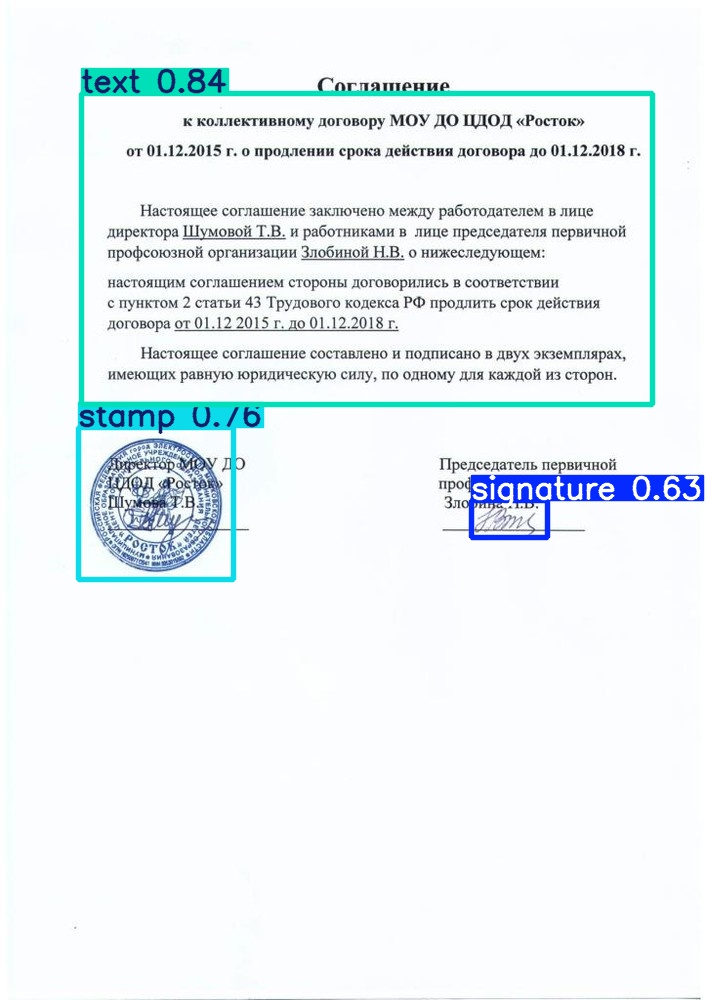 text 0.84
Соглашение
к коллективному договору МОУ ДО ЦДОД «Росток»
от 01.12.2015 г. о продлении срока действия договора до 01.12.2018 г.
Настоящее соглашение заключено между работодателем в лице
директора Шумовой Т.В. и работниками в лице председателя первичной
профсоюзной организации Злобиной Н.В. о нижеследующем:
настоящим соглашением стороны договорились в соответствии
с пунктом 2 статьи 43 Трудового кодекса РФ продлить срок действия
договора от 01.12 2015 г. до 01.12.2018 г.
Настоящее соглашение составлено и подписано в двух экземплярах,
имеющих равную юридическую силу, по одному для каждой из сторон.
stamp 0.76
Директор МОУ ДО
ЦДОД «Росток»
Шумова Т.В.
«РОСТОК»
Председатель первичной
signature 0.63
Злобина Н.В.